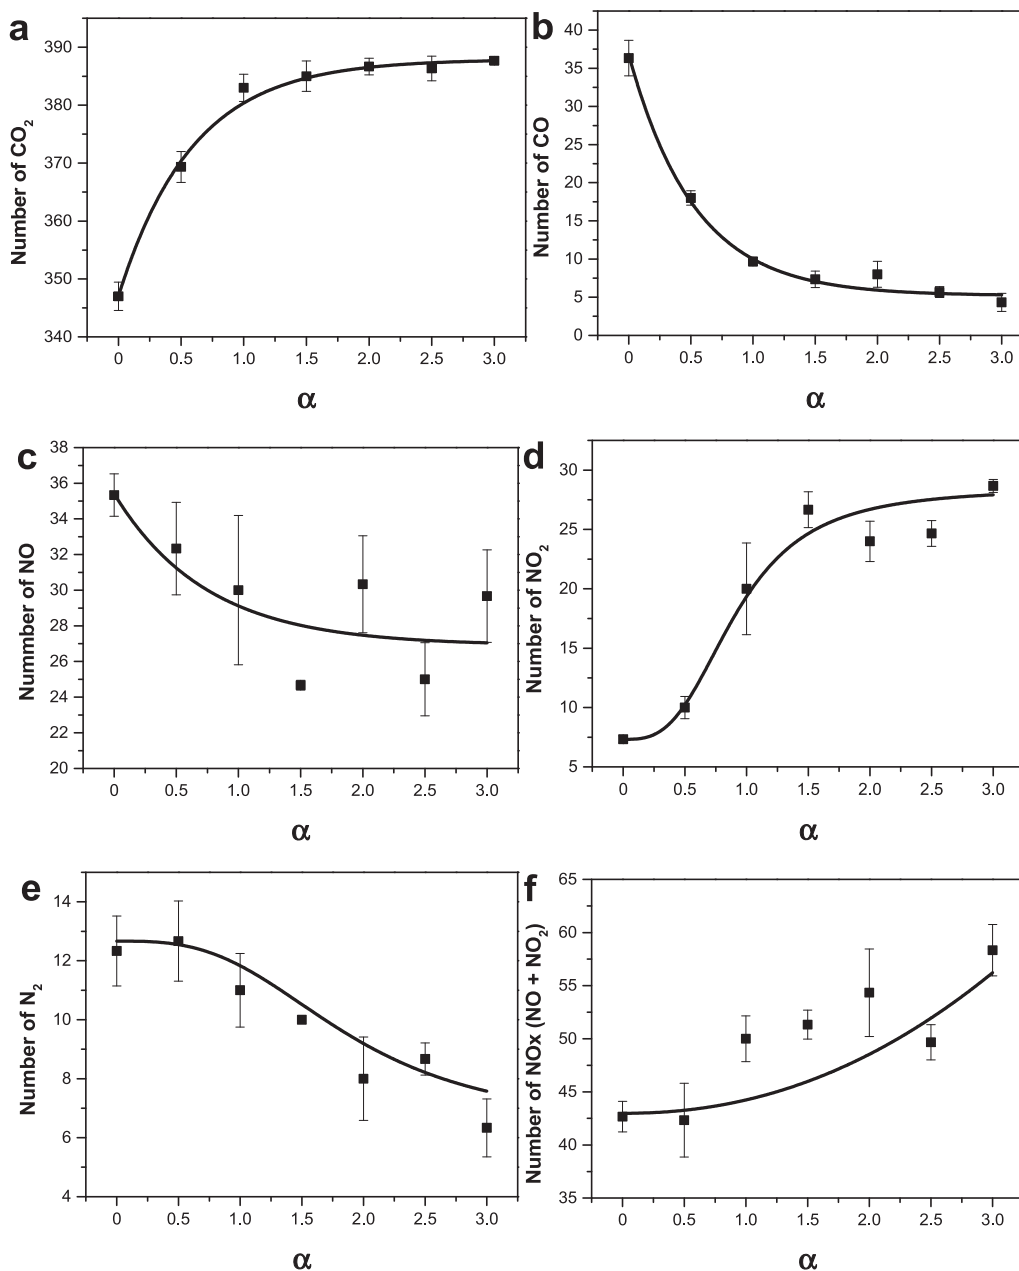 a
390
380
370
360
350
340
Number of CO₂
0 0.5 1.0 1.5 2.0 2.5 3.0
α
b
40
35
30
25
20
15
10
5
0
Number of CO
0 0.5 1.0 1.5 2.0 2.5 3.0
α
c
38
36
35
32
30
28
26
24
22
20
Nummber of NO
0 0.5 1.0 1.5 2.0 2.5 3.0
α
d
30
25
20
15
10
5
Number of NO₂
0 0.5 1.0 1.5 2.0 2.5 3.0
α
e
14
12
10
8
6
4
Number of N₂
0 0.5 1.0 1.5 2.0 2.5 3.0
α
f
65
60
55
50
45
42
35
Number of NOx (NO + NO₂)
0 0.5 1.0 1.5 2.0 2.5 3.0
α